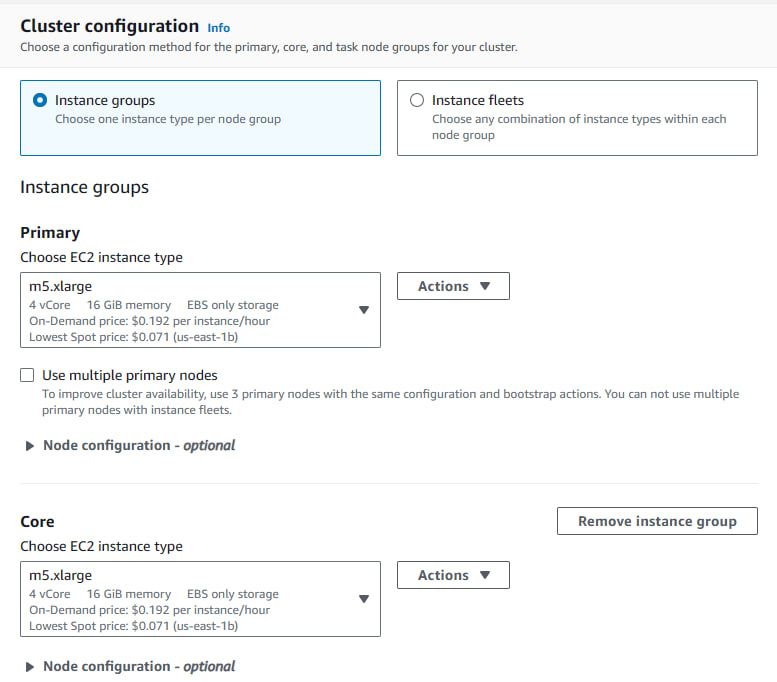 Cluster configuration Info
Choose a configuration method for the primary, core, and task node groups for your cluster.
Instance groups
Choose one instance type per node group
Instance fleets
Choose any combination of instance types within each
node group
Instance groups
Primary
Choose EC2 instance type
m5.xlarge
4 vCore 16 GiB memory EBS only storage
On-Demand price: $0.192 per instance/hour
Lowest Spot price: $0.071 (us-east-1b)
Actions
Use multiple primary nodes
To improve cluster availability, use 3 primary nodes with the same configuration and bootstrap actions. You can not use multiple
primary nodes with instance fleets.
Node configuration - optional
Core
Remove instance group
Choose EC2 instance type
m5.xlarge
4 vCore 16 GiB memory EBS only storage
On-Demand price: $0.192 per instance/hour
Lowest Spot price: $0.071 (us-east-1b)
Actions
Node configuration - optional